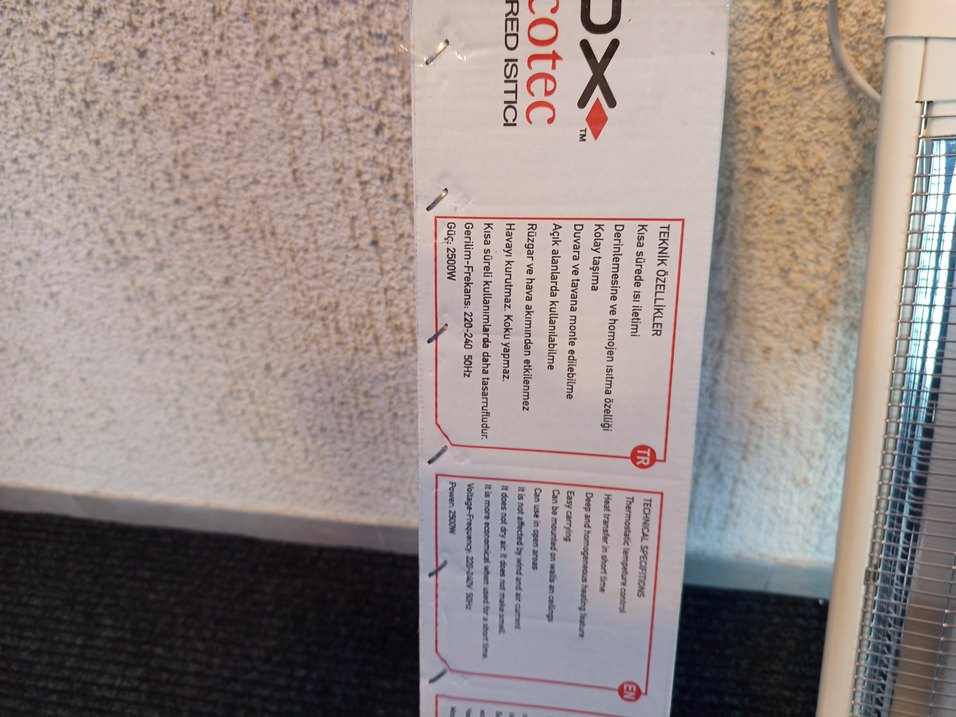 DX
TM
cotec
RED ISITICI
TEKNİK ÖZELLİKLER
Kısa sürede ısı iletimi
Derinlemesine ve homojen ısıtma özelliği
Kolay taşıma
Duvara ve tavana monte edilebilme
Açık alanlarda kullanılabilme
Rüzgar ve hava akımından etkilenmez
Havayı kurutmaz. Koku yapmaz.
Kısa süreli kullanımlarda daha tasarrufludur.
Gerilim-Frekans: 220-240 50Hz
Güç: 2500W
TR
TECHNICAL SPECIFITIONS
Thermostatic tempeture control
Heat transfer in short time
Deep and homogeneous heating feature
Easy carrying
Can be mounted on walls an ceilings
Can use in open areas
It is not affected by wind and air current
It does not dry air. It does not make smell.
It is more economical when used for a short time.
Voltage-Frequency: 220-240V 50Hz
Power: 2500W
EN